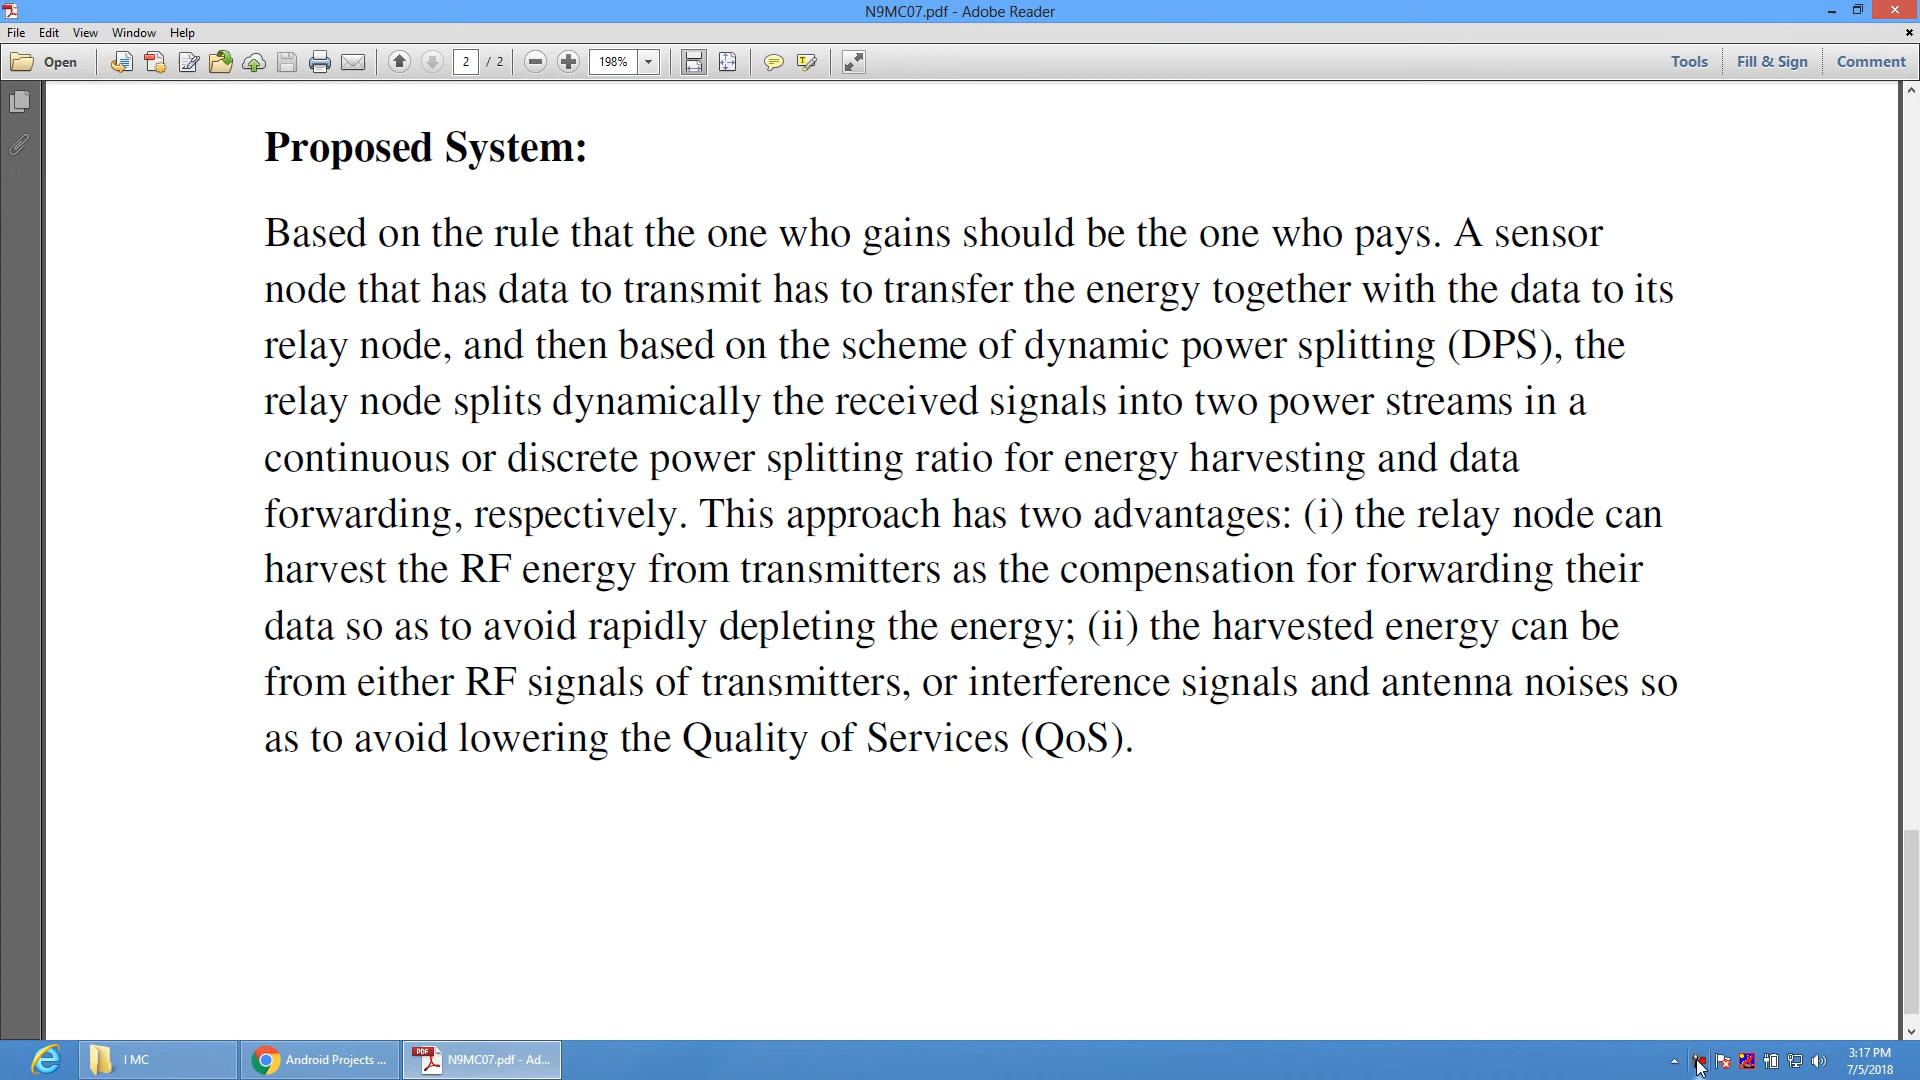 N9MC07.pdf - Adobe Reader
File Edit View Window Help
Open 2 / 2 198% Tools Fill & Sign Comment
Proposed System:
Based on the rule that the one who gains should be the one who pays. A sensor
node that has data to transmit has to transfer the energy together with the data to its
relay node, and then based on the scheme of dynamic power splitting (DPS), the
relay node splits dynamically the received signals into two power streams in a
continuous or discrete power splitting ratio for energy harvesting and data
forwarding, respectively. This approach has two advantages: (i) the relay node can
harvest the RF energy from transmitters as the compensation for forwarding their
data so as to avoid rapidly depleting the energy; (ii) the harvested energy can be
from either RF signals of transmitters, or interference signals and antenna noises so
as to avoid lowering the Quality of Services (QoS).
I MC Android Projects ... N9MC07.pdf - Ad... 3:17 PM
7/5/2018